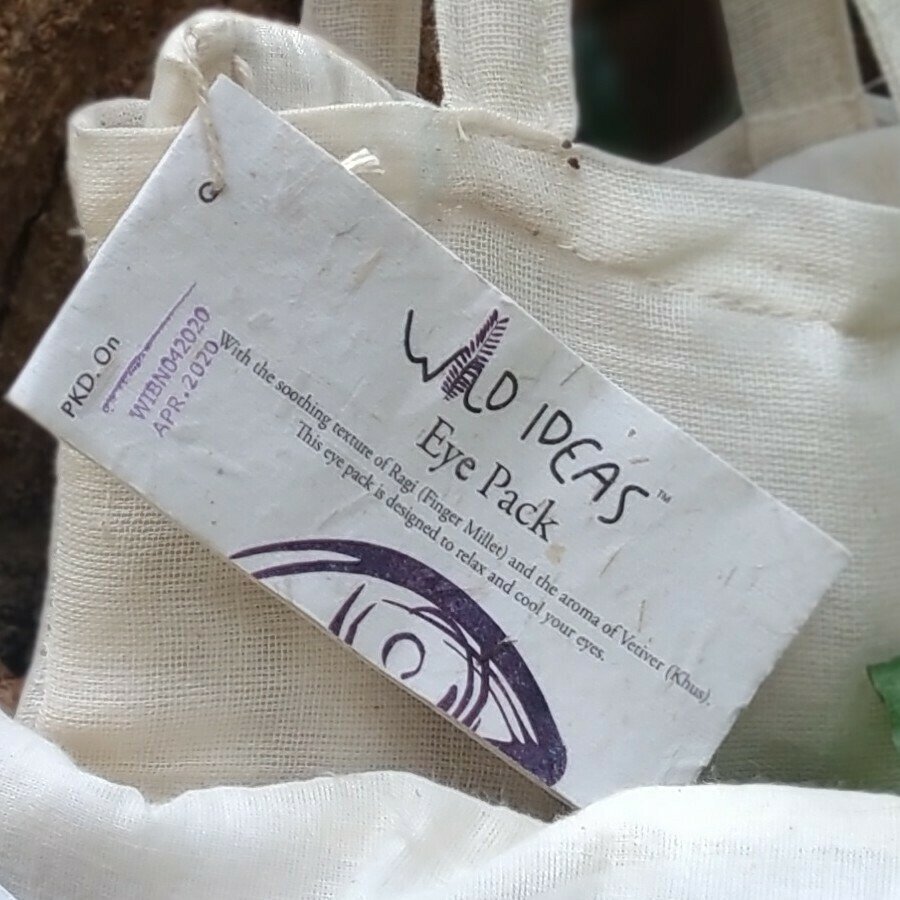 WILD IDEAS™
Eye Pack
With the soothing texture of Ragi (Finger Millet) and the aroma of Vetiver (Khus).
This eye pack is designed to relax and cool your eyes.
PKD. On
WIBN042020
APR.2020